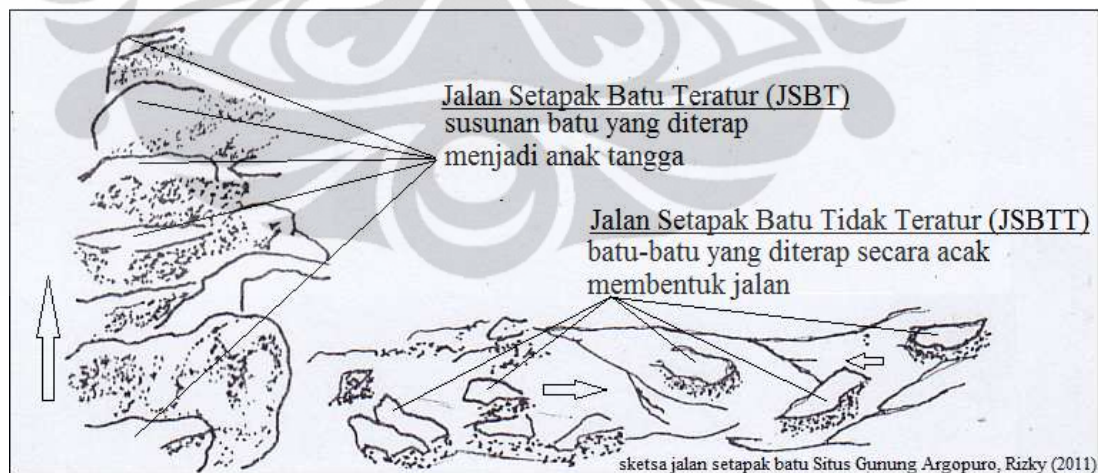 Jalan Setapak Batu Teratur (JSBT)
susunan batu yang diterap
menjadi anak tangga
Jalan Setapak Batu Tidak Teratur (JSBTT)
batu-batu yang diterap secara acak
membentuk jalan
sketsa jalan setapak batu Situs Gunung Argopuro, Rizky (2011)